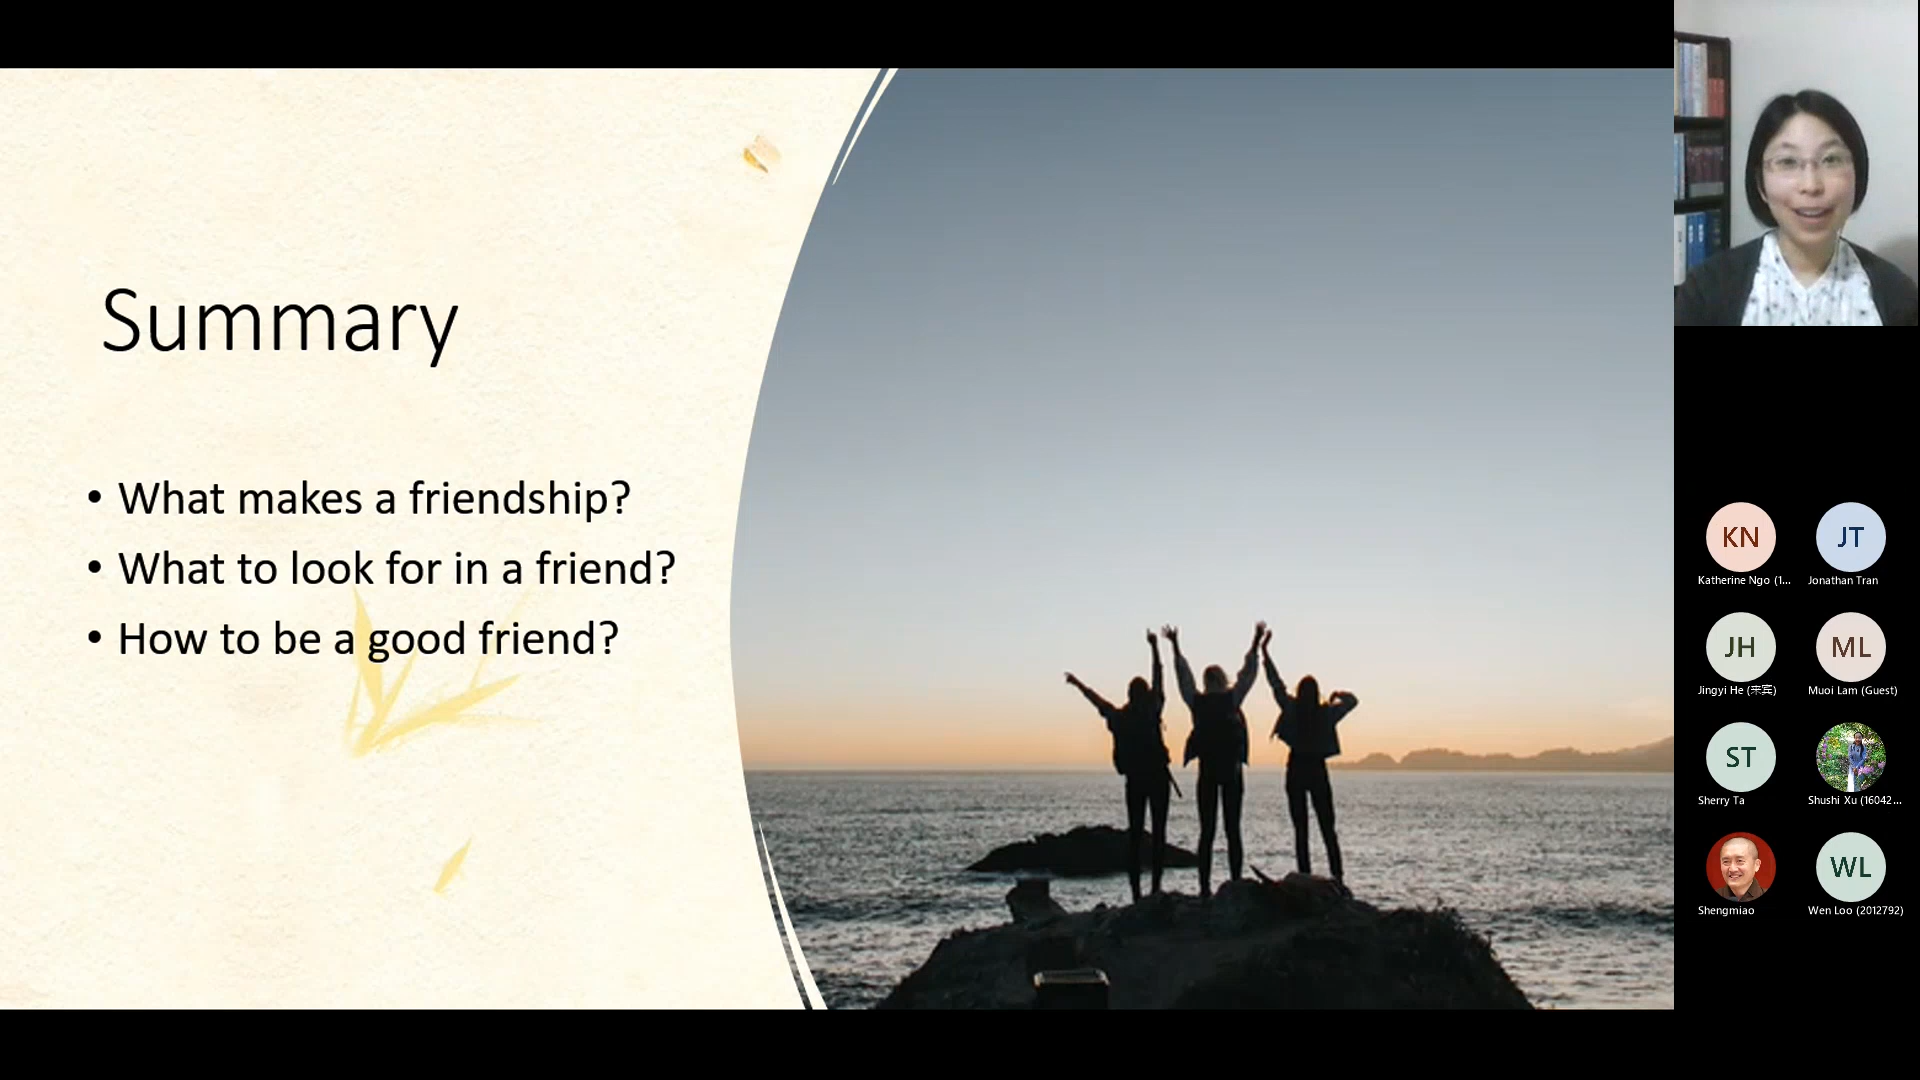 Summary
• What makes a friendship?
• What to look for in a friend?
• How to be a good friend?
KN
JT
Katherine Ngo (1...
Jonathan Tran
JH
ML
Jingyi He (来宾)
Muoi Lam (Guest)
ST
Sherry Ta
Shushi Xu (16042...
WL
Shengmiao
Wen Loo (2012792)